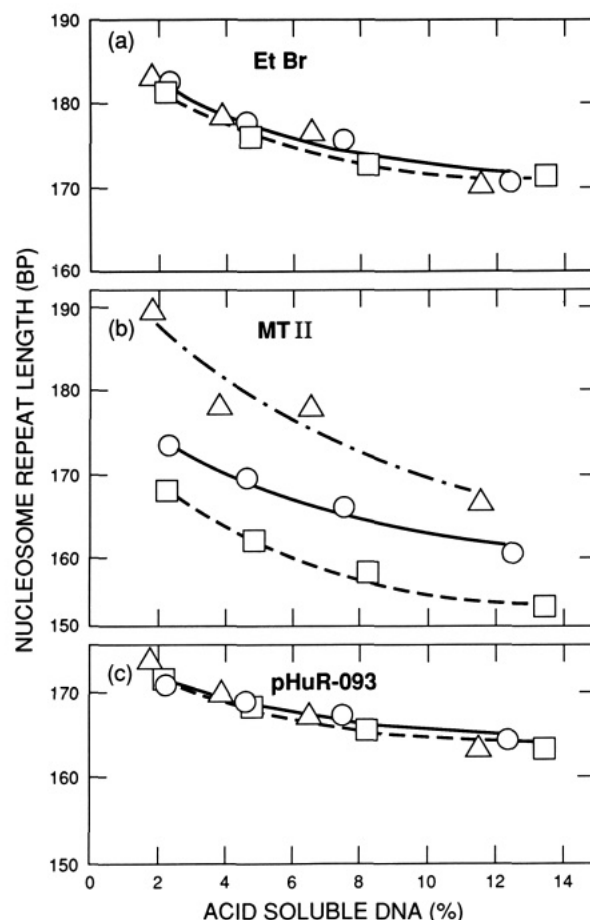 NUCLEOSOME REPEAT LENGTH (BP)
(a)
Et Br
190
180
170
160
(b)
MT II
190
180
170
160
150
(c)
pHuR-093
170
160
150
0 2 4 6 8 10 12 14
ACID SOLUBLE DNA (%)